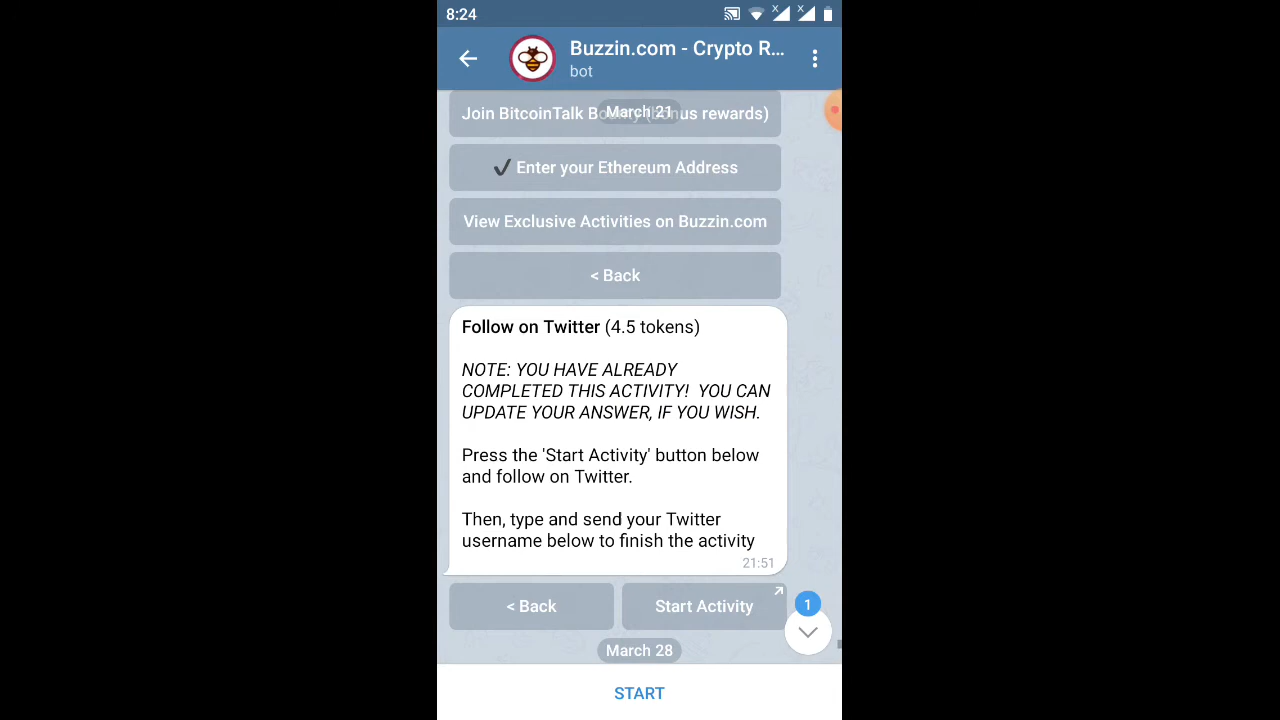 8:24
Buzzin.com - Crypto R...
bot
Join BitcoinTalk B us rewards)
March 21
✔ Enter your Ethereum Address
View Exclusive Activities on Buzzin.com
< Back
Follow on Twitter (4.5 tokens)
NOTE: YOU HAVE ALREADY
COMPLETED THIS ACTIVITY! YOU CAN
UPDATE YOUR ANSWER, IF YOU WISH.
Press the 'Start Activity' button below
and follow on Twitter.
Then, type and send your Twitter
username below to finish the activity
21:51
< Back
Start Activity
1
March 28
START